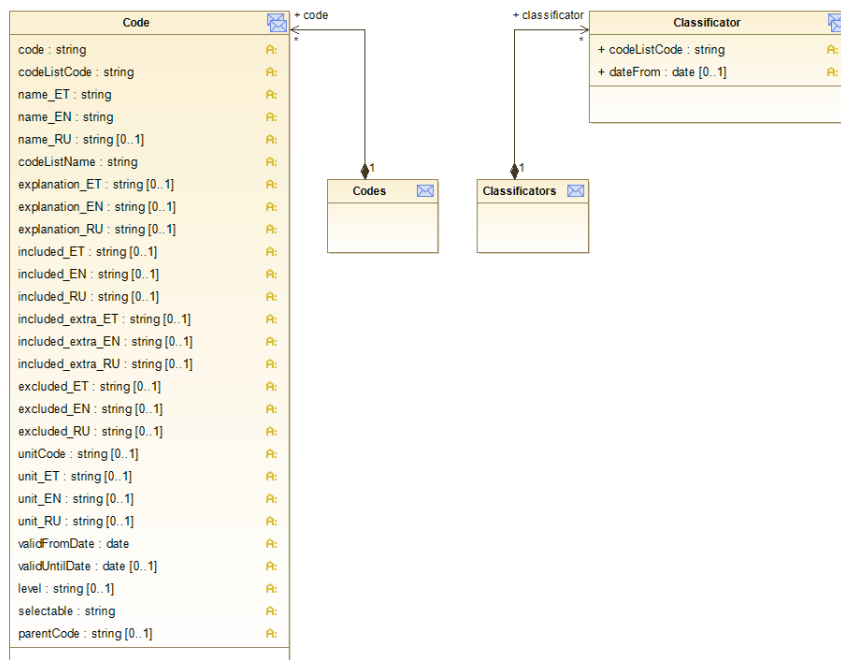 Code
code : string
codeListCode : string
name_ET : string
name_EN : string
name_RU : string [0..1]
codeListName : string
explanation_ET : string [0..1]
explanation_EN : string [0..1]
explanation_RU : string [0..1]
included_ET : string [0..1]
included_EN : string [0..1]
included_RU : string [0..1]
included_extra_ET : string [0..1]
included_extra_EN : string [0..1]
included_extra_RU : string [0..1]
excluded_ET : string [0..1]
excluded_EN : string [0..1]
excluded_RU : string [0..1]
unitCode : string [0..1]
unit_ET : string [0..1]
unit_EN : string [0..1]
unit_RU : string [0..1]
validFromDate : date
validUntilDate : date [0..1]
level : string [0..1]
selectable : string
parentCode : string [0..1]
+ code
*
1
Codes
+ classificator
*
1
Classificators
Classificator
+ codeListCode : string
+ dateFrom : date [0..1]